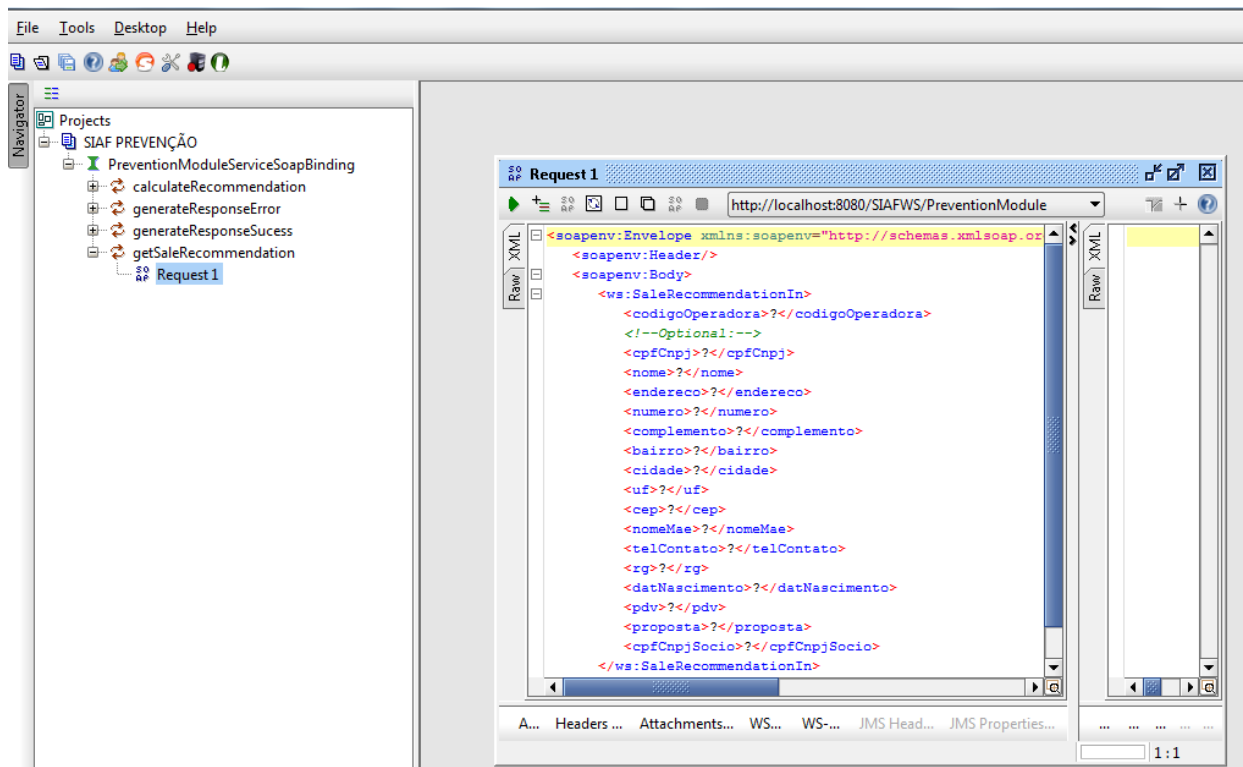 File Tools Desktop Help
Navigator
Projects
SIAF PREVENÇÃO
PreventionModuleServiceSoapBinding
calculateRecommendation
generateResponseError
generateResponseSucess
getSaleRecommendation
SOAP Request 1
SOAP Request 1
SOAP SOAP http://localhost:8080/SIAFWS/PreventionModule
XML
Raw
<soapenv:Envelope xmlns:soapenv="http://schemas.xmlsoap.or
<soapenv:Header/>
<soapenv:Body>
<ws:SaleRecommendationIn>
<codigoOperadora>?</codigoOperadora>
<!--Optional:-->
<cpfCnpj>?</cpfCnpj>
<nome>?</nome>
<endereco>?</endereco>
<numero>?</numero>
<complemento>?</complemento>
<bairro>?</bairro>
<cidade>?</cidade>
<uf>?</uf>
<cep>?</cep>
<nomeMae>?</nomeMae>
<telContato>?</telContato>
<rg>?</rg>
<datNascimento>?</datNascimento>
<pdv>?</pdv>
<proposta>?</proposta>
<cpfCnpjSocio>?</cpfCnpjSocio>
</ws:SaleRecommendationIn>
XML
Raw
A... Headers ... Attachments... WS... WS-... JMS Head... JMS Properties...
... ... ... ... ...
1:1